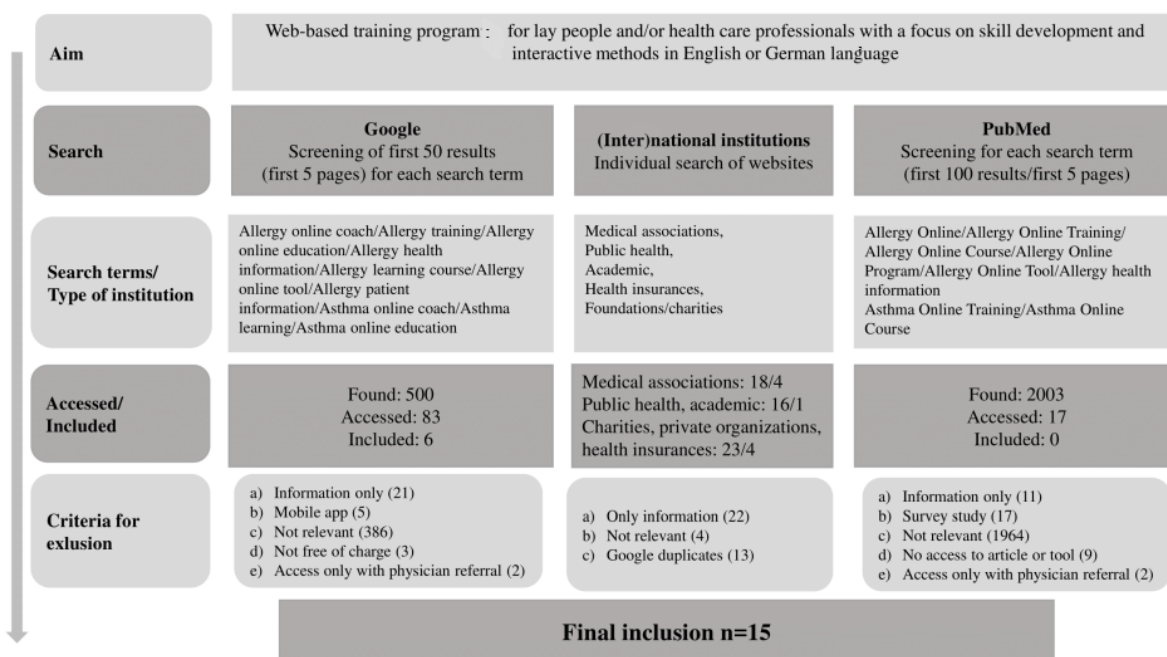 Aim
Web-based training program : for lay people and/or health care professionals with a focus on skill development and
interactive methods in English or German language
Search
Google
Screening of first 50 results
(first 5 pages) for each search term
(Inter)national institutions
Individual search of websites
PubMed
Screening for each search term
(first 100 results/first 5 pages)
Search terms/
Type of institution
Allergy online coach/Allergy training/Allergy
online education/Allergy health
information/Allergy learning course/Allergy
online tool/Allergy patient
information/Asthma online coach/Asthma
learning/Asthma online education
Medical associations,
Public health,
Academic,
Health insurances,
Foundations/charities
Allergy Online/Allergy Online Training/
Allergy Online Course/Allergy Online
Program/Allergy Online Tool/Allergy health
information
Asthma Online Training/Asthma Online
Course
Accessed/
Included
Found: 500
Accessed: 83
Included: 6
Medical associations: 18/4
Public health, academic: 16/1
Charities, private organizations,
health insurances: 23/4
Found: 2003
Accessed: 17
Included: 0
Criteria for
exlusion
a) Information only (21)
b) Mobile app (5)
c) Not relevant (386)
d) Not free of charge (3)
e) Access only with physician referral (2)
a) Only information (22)
b) Not relevant (4)
c) Google duplicates (13)
a) Information only (11)
b) Survey study (17)
c) Not relevant (1964)
d) No access to article or tool (9)
e) Access only with physician referral (2)
Final inclusion n=15